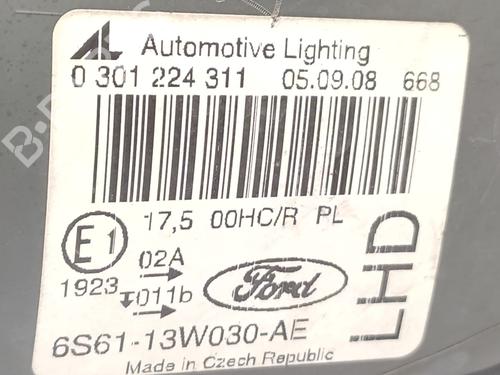 AL Automotive Lighting
0 301 224 311 05.09.08 668
E1 17,5 00HC/R PL
02A
1923 011b
Ford
6S61-13W030-AE
Made in Czech Republic
LHD